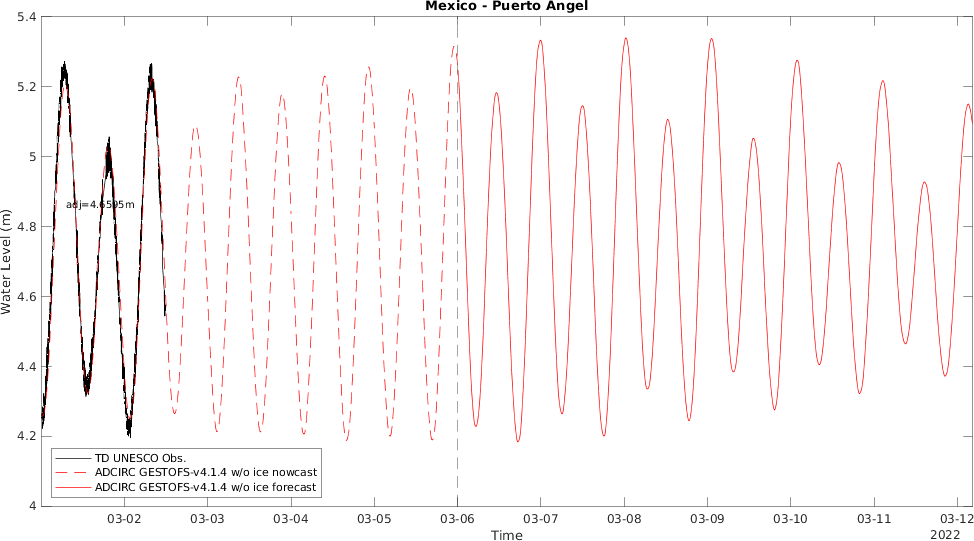 Mexico - Puerto Angel
5.4
5.2
5
4.8
4.6
4.4
4.2
4
Water Level (m)
adj=4.6595m
TD UNESCO Obs.
ADCIRC GESTOFS-v4.1.4 w/o ice nowcast
ADCIRC GESTOFS-v4.1.4 w/o ice forecast
03-02 03-03 03-04 03-05 03-06 03-07 03-08 03-09 03-10 03-11 03-12
Time
2022